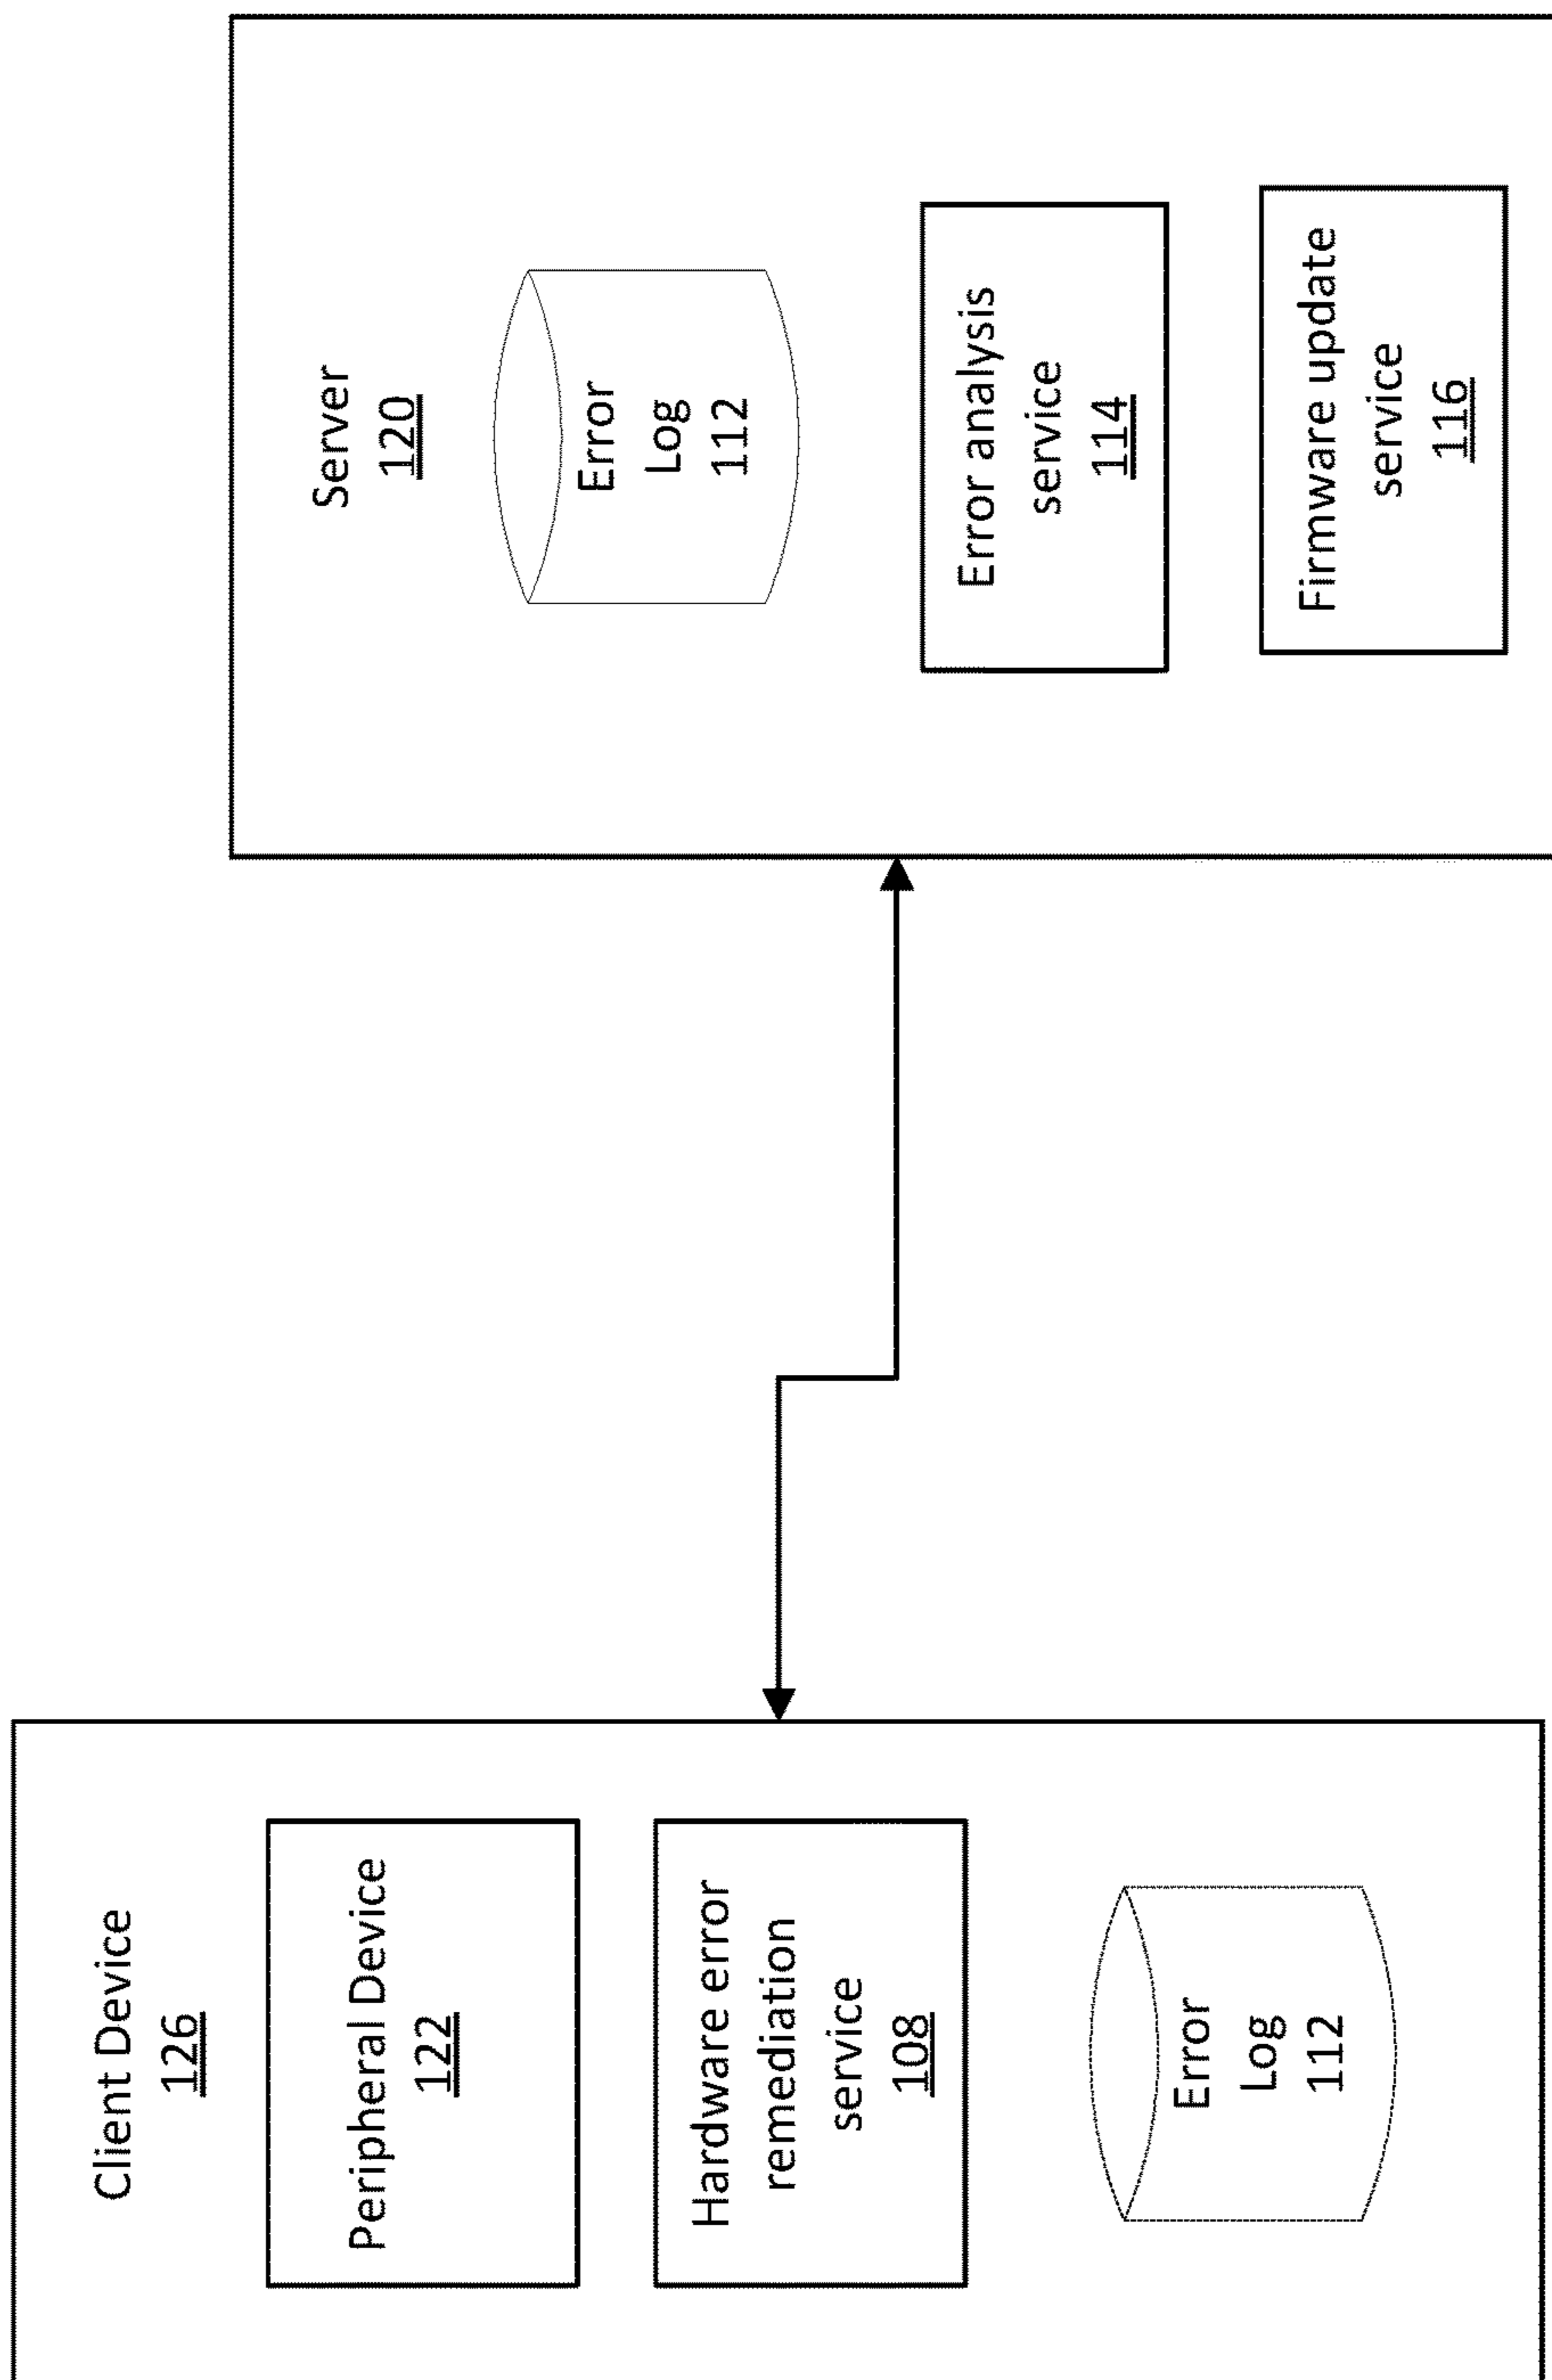 Client Device
126
Peripheral Device
122
Hardware error
remediation
service
108
Error
Log
112
Server
120
Error
Log
112
Error analysis
service
114
Firmware update
service
116